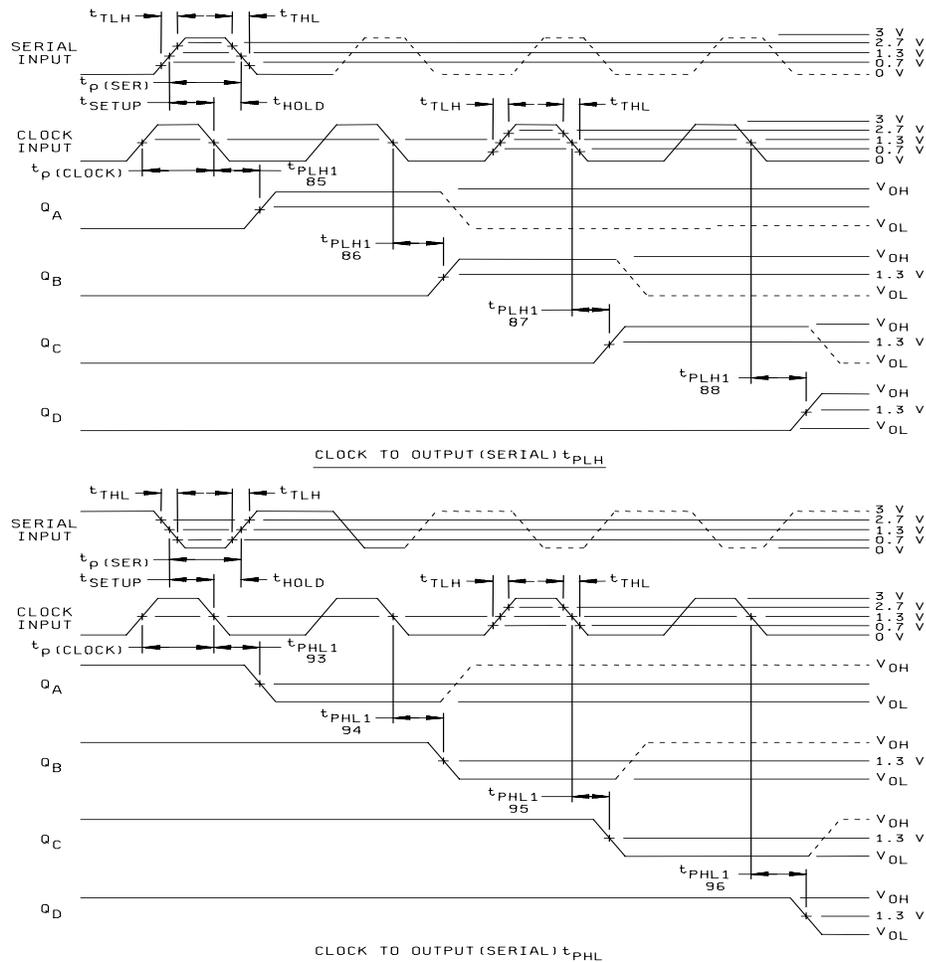 tTLH
tTHL
SERIAL INPUT
3 V
2.7 V
1.3 V
0.7 V
0 V
tp(SER)
tSETUP
tHOLD
tTLH
tTHL
CLOCK INPUT
3 V
2.7 V
1.3 V
0.7 V
0 V
tp(CLOCK)
tPLH1
85
QA
VOH
VOL
tPLH1
86
QB
VOH
1.3 V
VOL
tPLH1
87
QC
VOH
1.3 V
VOL
tPLH1
88
QD
VOH
1.3 V
VOL
CLOCK TO OUTPUT(SERIAL)tPLH
tTHL
tTLH
SERIAL INPUT
3 V
2.7 V
1.3 V
0.7 V
0 V
tp(SER)
tSETUP
tHOLD
tTLH
tTHL
CLOCK INPUT
3 V
2.7 V
1.3 V
0.7 V
0 V
tp(CLOCK)
tPHL1
93
QA
VOH
VOL
tPHL1
94
QB
VOH
1.3 V
VOL
tPHL1
95
QC
VOH
1.3 V
VOL
tPHL1
96
QD
VOH
1.3 V
VOL
CLOCK TO OUTPUT(SERIAL)tPHL